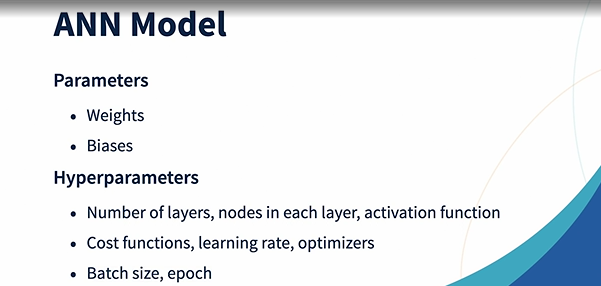 ANN Model
Parameters
• Weights
• Biases
Hyperparameters
• Number of layers, nodes in each layer, activation function
• Cost functions, learning rate, optimizers
• Batch size, epoch